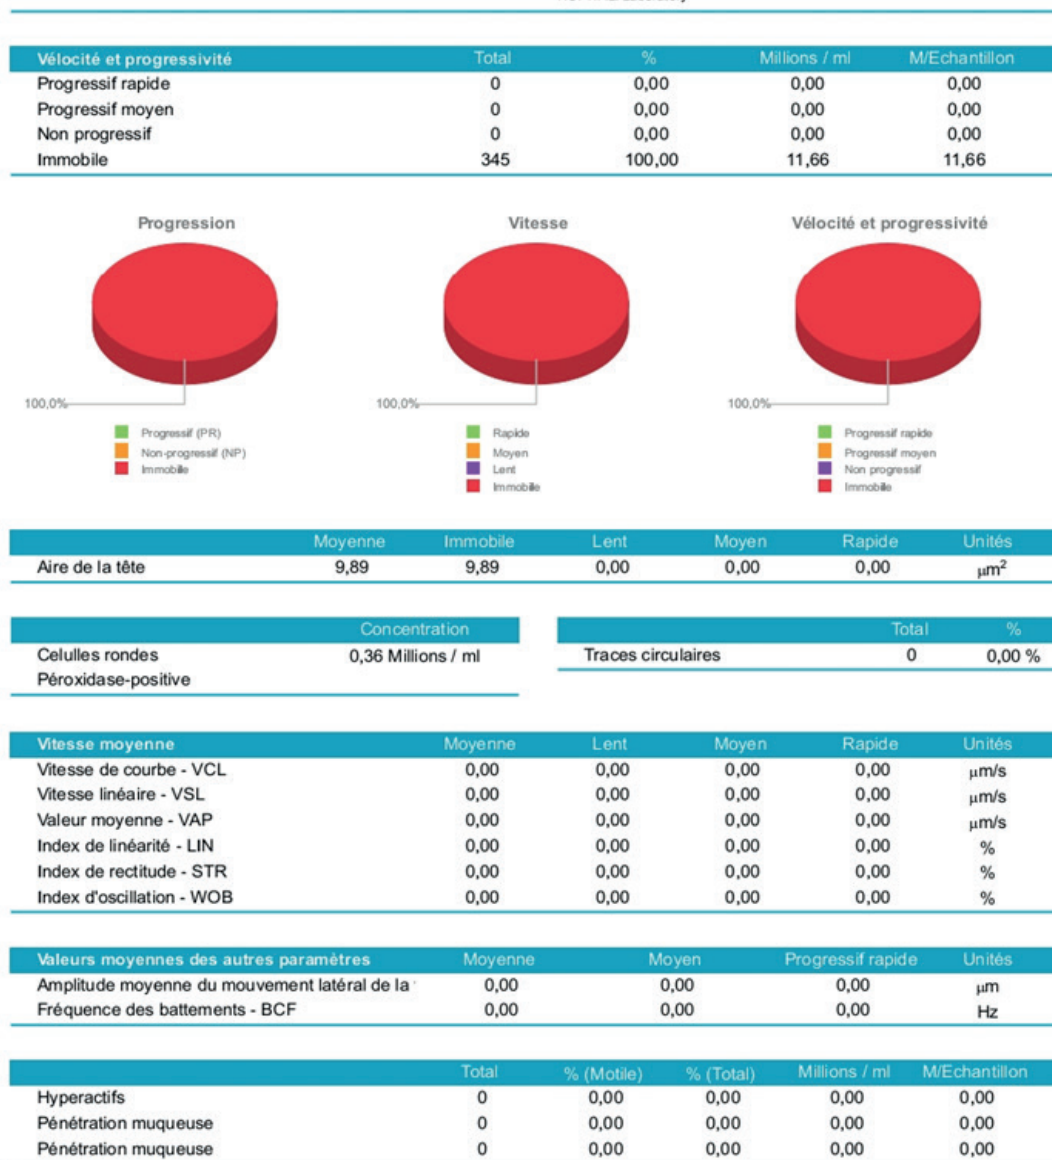 Vélocité et progressivité Total % Millions / ml M/Echantillon
Progressif rapide 0 0,00 0,00 0,00
Progressif moyen 0 0,00 0,00 0,00
Non progressif 0 0,00 0,00 0,00
Immobile 345 100,00 11,66 11,66
Progression Vitesse Vélocité et progressivité
100,0% 100,0% 100,0%
Progressif (PR) Rapide Progressif rapide
Non-progressif (NP) Moyen Progressif moyen
Immobile Lent Non progressif
Immobile Immobile
Moyenne Immobile Lent Moyen Rapide Unités
Aire de la tête 9,89 9,89 0,00 0,00 0,00 µm²
Concentration Total %
Celulles rondes 0,36 Millions / ml Traces circulaires 0 0,00 %
Péroxidase-positive
Vitesse moyenne Moyenne Lent Moyen Rapide Unités
Vitesse de courbe - VCL 0,00 0,00 0,00 0,00 µm/s
Vitesse linéaire - VSL 0,00 0,00 0,00 0,00 µm/s
Valeur moyenne - VAP 0,00 0,00 0,00 0,00 µm/s
Index de linéarité - LIN 0,00 0,00 0,00 0,00 %
Index de rectitude - STR 0,00 0,00 0,00 0,00 %
Index d'oscillation - WOB 0,00 0,00 0,00 0,00 %
Valeurs moyennes des autres paramètres Moyenne Moyen Progressif rapide Unités
Amplitude moyenne du mouvement latéral de la 0,00 0,00 0,00 µm
Fréquence des battements - BCF 0,00 0,00 0,00 Hz
Total % (Motile) % (Total) Millions / ml M/Echantillon
Hyperactifs 0 0,00 0,00 0,00 0,00
Pénétration muqueuse 0 0,00 0,00 0,00 0,00
Pénétration muqueuse 0 0,00 0,00 0,00 0,00